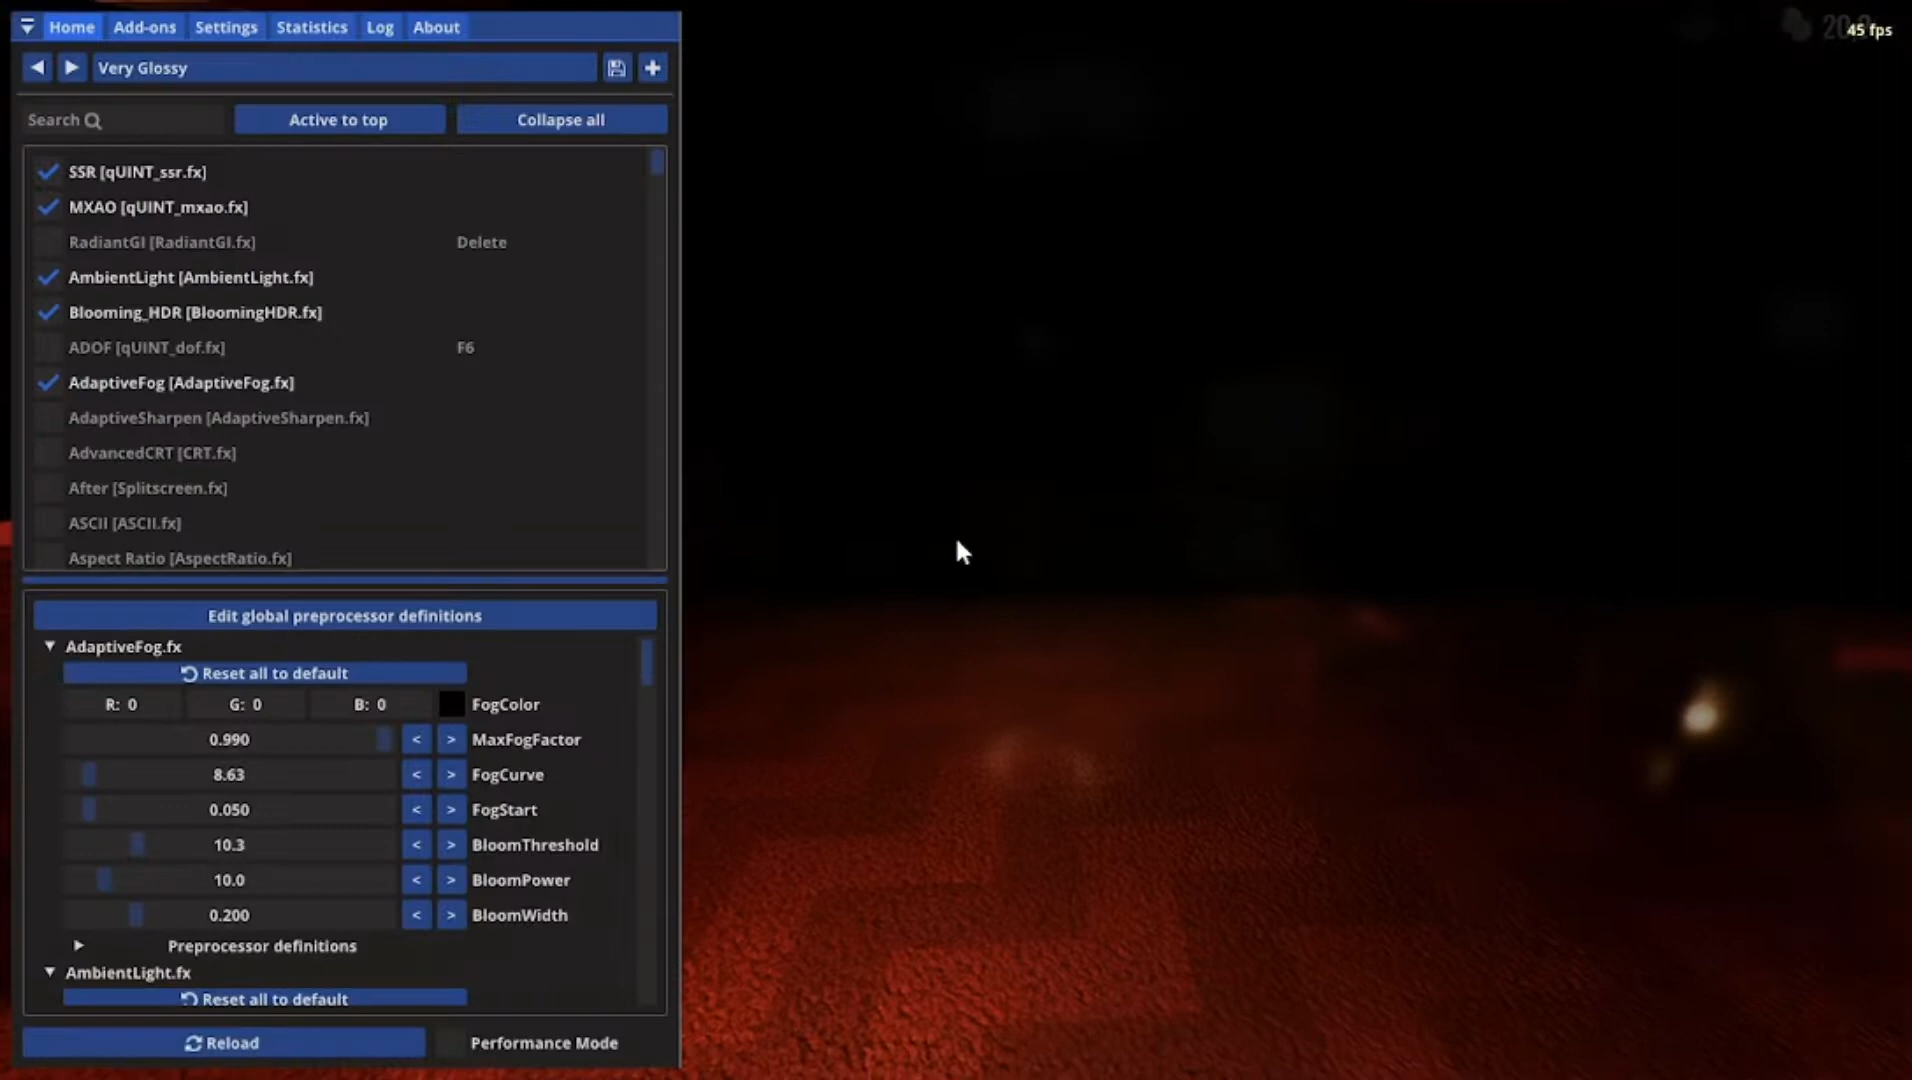 Home Add-ons Settings Statistics Log About
45 fps
Very Glossy
Search Active to top Collapse all
SSR [qUINT_ssr.fx]
MXAO [qUINT_mxao.fx]
RadiantGI [RadiantGI.fx] Delete
AmbientLight [AmbientLight.fx]
Blooming_HDR [BloomingHDR.fx]
ADOF [qUINT_dof.fx] F6
AdaptiveFog [AdaptiveFog.fx]
AdaptiveSharpen [AdaptiveSharpen.fx]
AdvancedCRT [CRT.fx]
After [Splitscreen.fx]
ASCII [ASCII.fx]
Aspect Ratio [AspectRatio.fx]
Edit global preprocessor definitions
AdaptiveFog.fx
Reset all to default
R: 0 G: 0 B: 0 FogColor
0.990 < > MaxFogFactor
8.63 < > FogCurve
0.050 < > FogStart
10.3 < > BloomThreshold
10.0 < > BloomPower
0.200 < > BloomWidth
Preprocessor definitions
AmbientLight.fx
Reset all to default
Reload Performance Mode